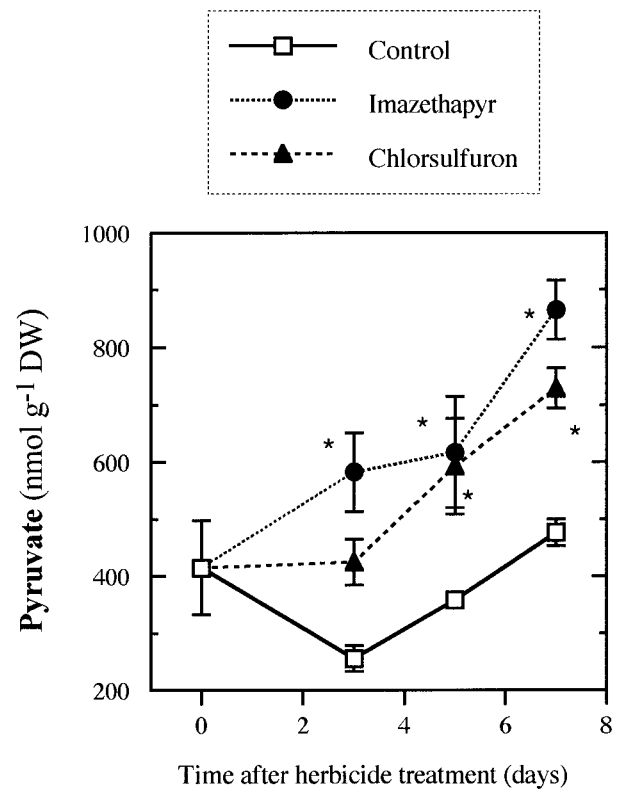 Control
Imazethapyr
Chlorsulfuron
1000
800
600
400
200
Pyruvate (nmol g⁻¹ DW)
*
*
*
*
*
0 2 4 6 8
Time after herbicide treatment (days)